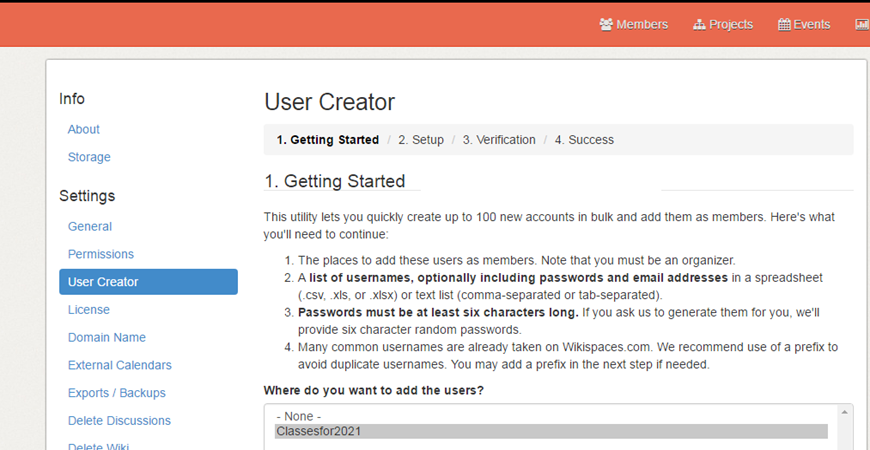 Members Projects Events
Info
About
Storage
Settings
General
Permissions
User Creator
License
Domain Name
External Calendars
Exports / Backups
Delete Discussions
Delete Wiki
User Creator
1. Getting Started / 2. Setup / 3. Verification / 4. Success
1. Getting Started
This utility lets you quickly create up to 100 new accounts in bulk and add them as members. Here's what
you'll need to continue:
1. The places to add these users as members. Note that you must be an organizer.
2. A list of usernames, optionally including passwords and email addresses in a spreadsheet
(.csv, .xls, or .xlsx) or text list (comma-separated or tab-separated).
3. Passwords must be at least six characters long. If you ask us to generate them for you, we'll
provide six character random passwords.
4. Many common usernames are already taken on Wikispaces.com. We recommend use of a prefix to
avoid duplicate usernames. You may add a prefix in the next step if needed.
Where do you want to add the users?
- None -
Classesfor2021